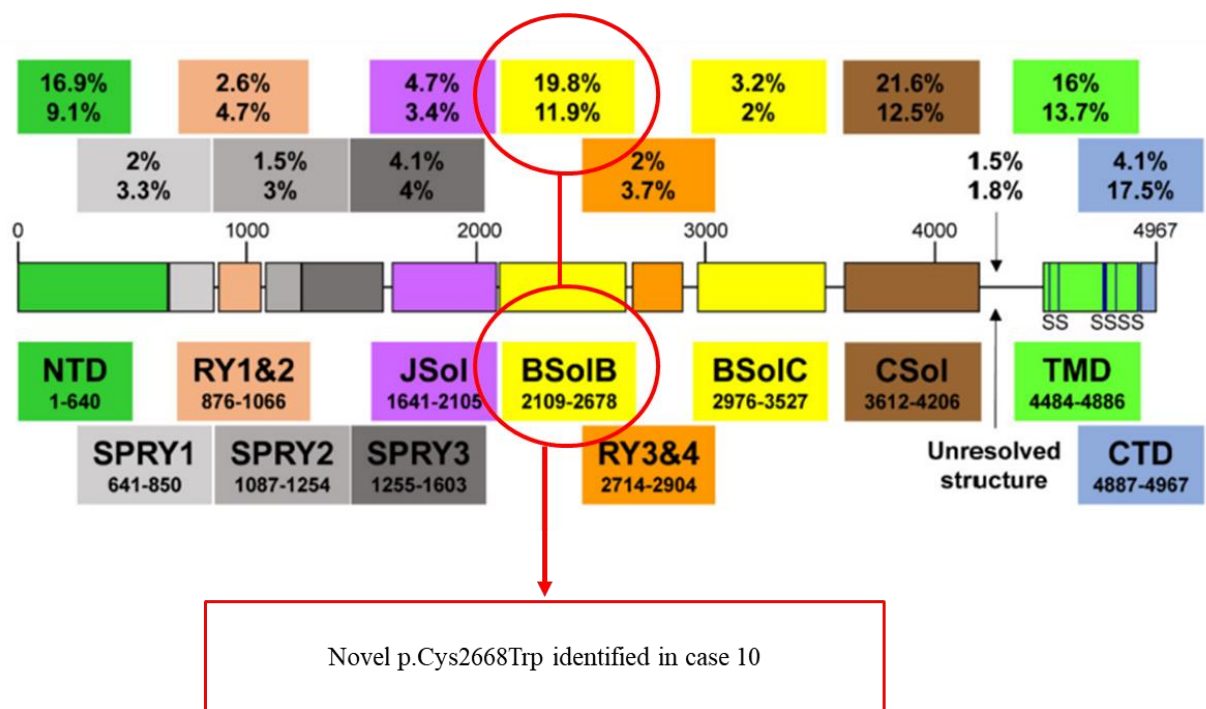 16.9%
9.1%
2.6%
4.7%
4.7%
3.4%
19.8%
11.9%
3.2%
2%
21.6%
12.5%
16%
13.7%
2%
3.3%
1.5%
3%
4.1%
4%
2%
3.7%
1.5%
1.8%
4.1%
17.5%
0 1000 2000 3000 4000 4967
SS SSSS
NTD
1-640
RY1&2
876-1066
JSol
1641-2105
BSolB
2109-2678
BSolC
2976-3527
CSol
3612-4206
TMD
4484-4886
SPRY1
641-850
SPRY2
1087-1254
SPRY3
1255-1603
RY3&4
2714-2904
Unresolved
structure
CTD
4887-4967
Novel p.Cys2668Trp identified in case 10